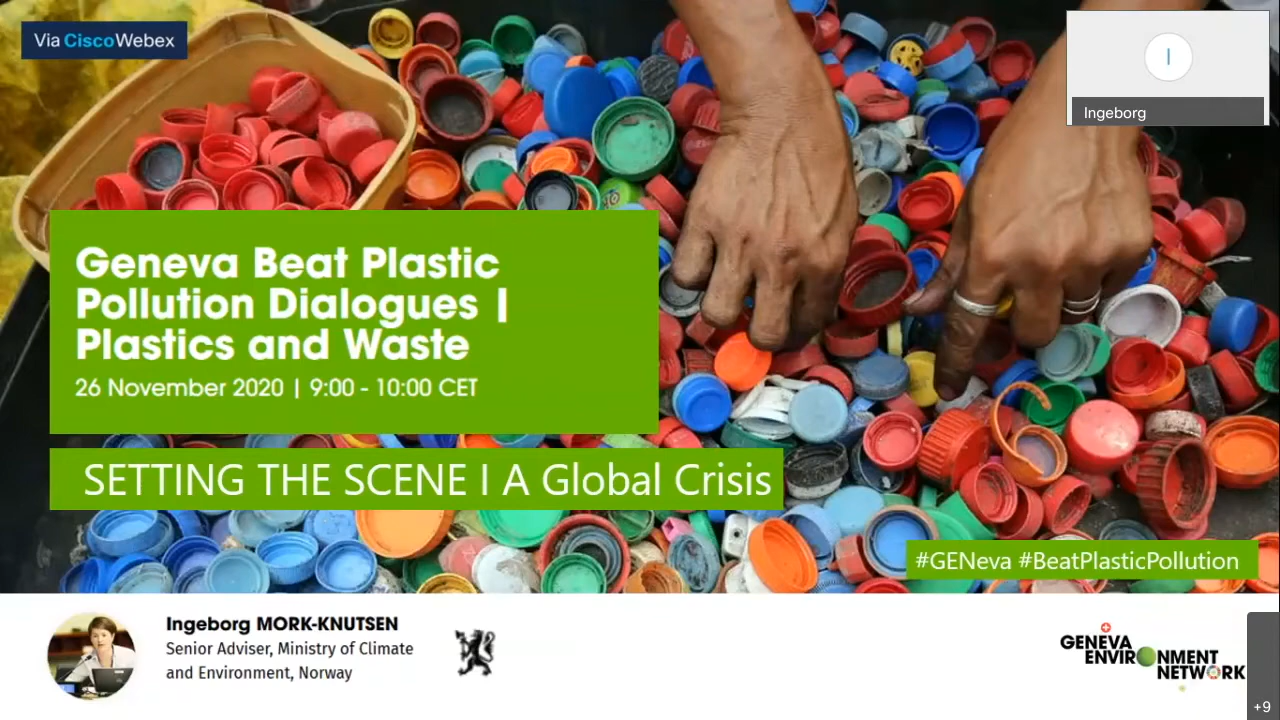 Via CiscoWebex
I
Ingeborg
Geneva Beat Plastic
Pollution Dialogues |
Plastics and Waste
26 November 2020 | 9:00 - 10:00 CET
SETTING THE SCENE I A Global Crisis
#GENeva #BeatPlasticPollution
Ingeborg MORK-KNUTSEN
Senior Adviser, Ministry of Climate
and Environment, Norway
GENEVA
ENVIRONMENT
NETWORK
+9